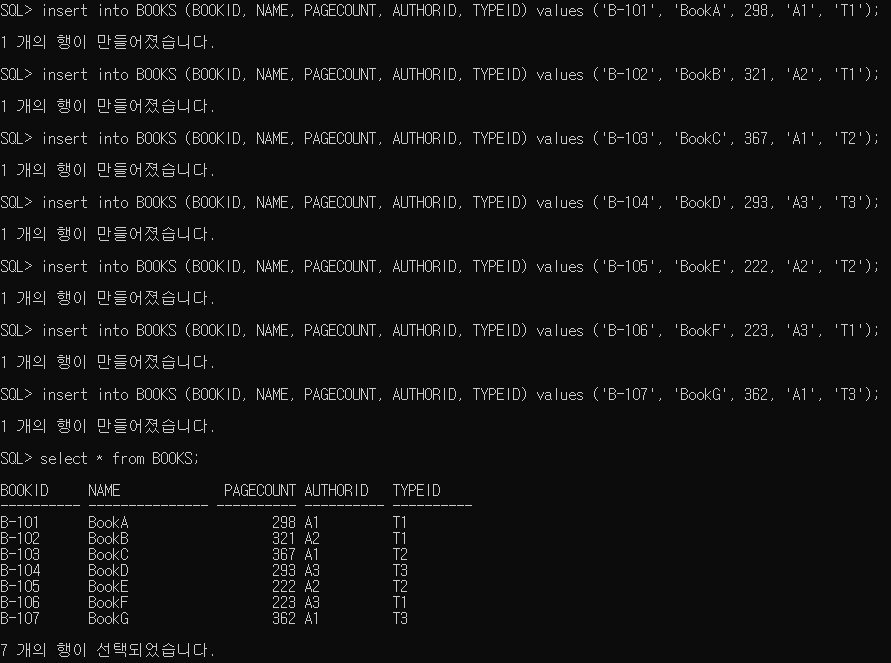 SQL> insert into BOOKS (BOOKID, NAME, PAGECOUNT, AUTHORID, TYPEID) values ('B-101', 'BookA', 298, 'A1', 'T1');
1 개의 행이 만들어졌습니다.
SQL> insert into BOOKS (BOOKID, NAME, PAGECOUNT, AUTHORID, TYPEID) values ('B-102', 'BookB', 321, 'A2', 'T1');
1 개의 행이 만들어졌습니다.
SQL> insert into BOOKS (BOOKID, NAME, PAGECOUNT, AUTHORID, TYPEID) values ('B-103', 'BookC', 367, 'A1', 'T2');
1 개의 행이 만들어졌습니다.
SQL> insert into BOOKS (BOOKID, NAME, PAGECOUNT, AUTHORID, TYPEID) values ('B-104', 'BookD', 293, 'A3', 'T3');
1 개의 행이 만들어졌습니다.
SQL> insert into BOOKS (BOOKID, NAME, PAGECOUNT, AUTHORID, TYPEID) values ('B-105', 'BookE', 222, 'A2', 'T2');
1 개의 행이 만들어졌습니다.
SQL> insert into BOOKS (BOOKID, NAME, PAGECOUNT, AUTHORID, TYPEID) values ('B-106', 'BookF', 223, 'A3', 'T1');
1 개의 행이 만들어졌습니다.
SQL> insert into BOOKS (BOOKID, NAME, PAGECOUNT, AUTHORID, TYPEID) values ('B-107', 'BookG', 362, 'A1', 'T3');
1 개의 행이 만들어졌습니다.
SQL> select * from BOOKS;
BOOKID     NAME             PAGECOUNT AUTHORID   TYPEID
---------- --------------- ---------- ---------- ----------
B-101      BookA                  298 A1         T1
B-102      BookB                  321 A2         T1
B-103      BookC                  367 A1         T2
B-104      BookD                  293 A3         T3
B-105      BookE                  222 A2         T2
B-106      BookF                  223 A3         T1
B-107      BookG                  362 A1         T3
7 개의 행이 선택되었습니다.